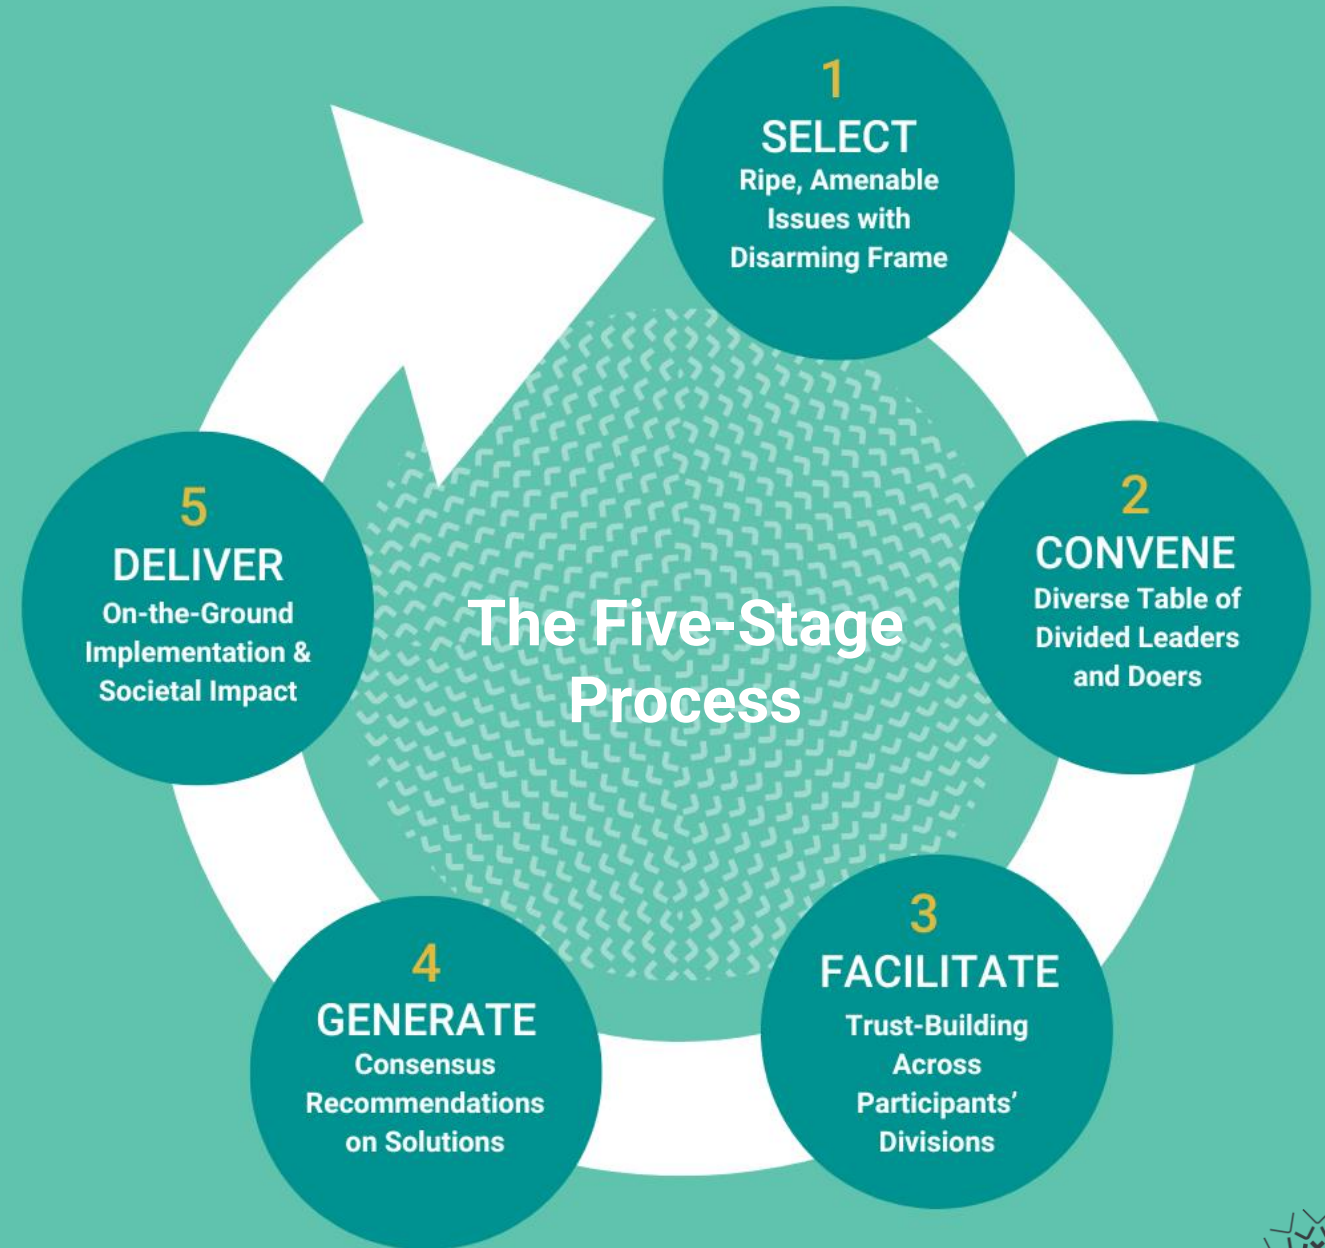 1
SELECT
Ripe, Amenable
Issues with
Disarming Frame
2
CONVENE
Diverse Table of
Divided Leaders
and Doers
3
FACILITATE
Trust-Building
Across
Participants’
Divisions
4
GENERATE
Consensus
Recommendations
on Solutions
5
DELIVER
On-the-Ground
Implementation &
Societal Impact
The Five-Stage
Process